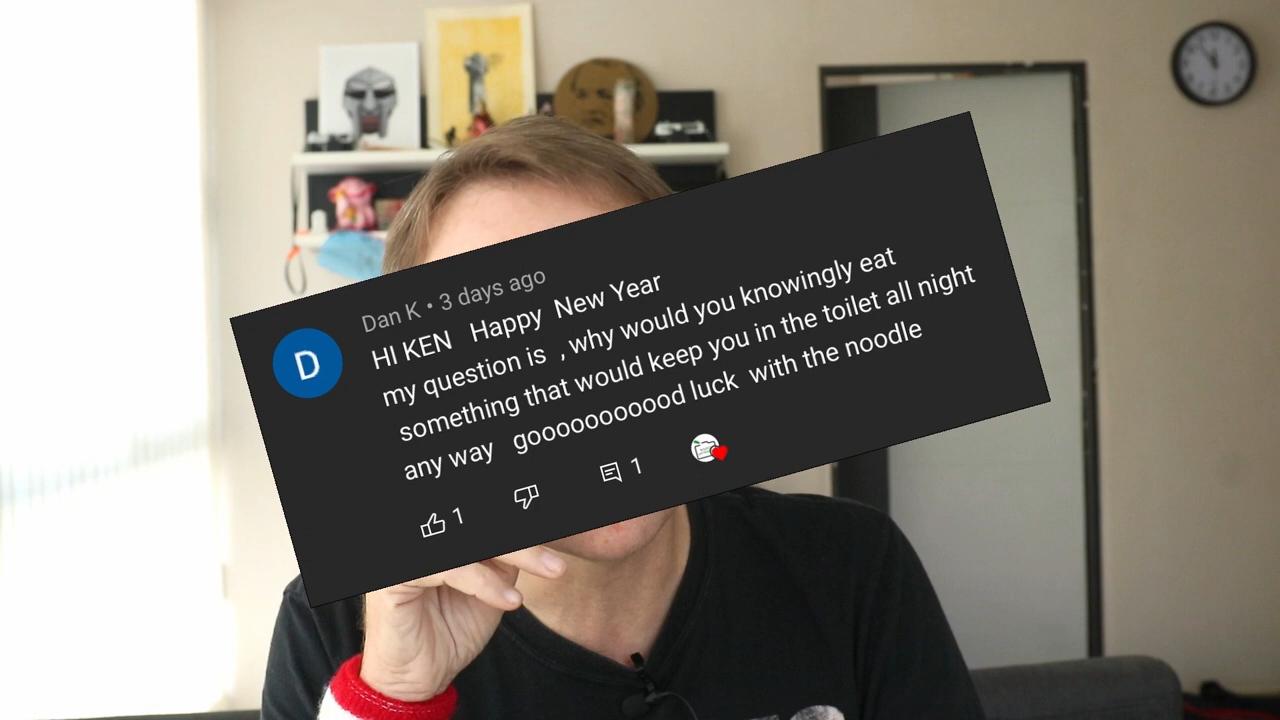 Dan K • 3 days ago
D
HI KEN Happy New Year
my question is , why would you knowingly eat
something that would keep you in the toilet all night
any way goooooooooood luck with the noodle
1
1